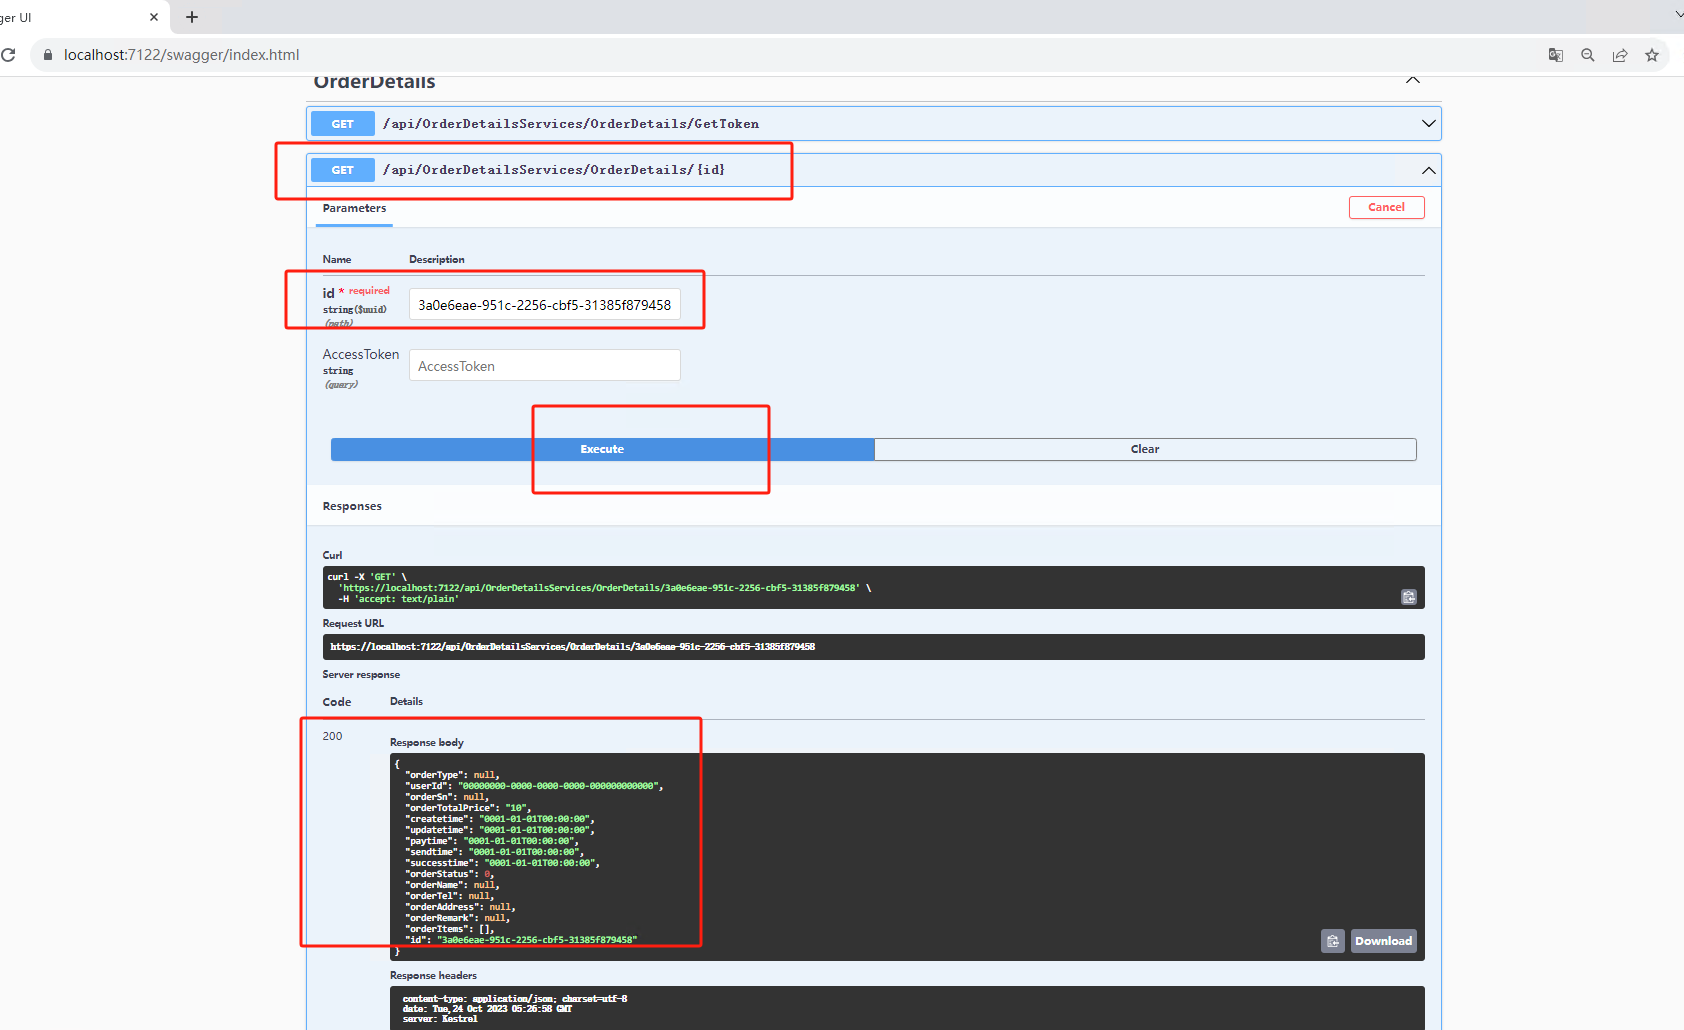 ger UI
localhost:7122/swagger/index.html
OrderDetails
GET /api/OrderDetailsServices/OrderDetails/GetToken
GET /api/OrderDetailsServices/OrderDetails/{id}
Parameters
Cancel
Name Description
id * required
string($uuid)
(path)
3a0e6eae-951c-2256-cbf5-31385f879458
AccessToken
string
(query)
AccessToken
Execute
Clear
Responses
Curl
curl -X 'GET' \
'https://localhost:7122/api/OrderDetailsServices/OrderDetails/3a0e6eae-951c-2256-cbf5-31385f879458' \
-H 'accept: text/plain'
Request URL
https://localhost:7122/api/OrderDetailsServices/OrderDetails/3a0e6eae-951c-2256-cbf5-31385f879458
Server response
Code Details
200
Response body
{
"orderType": null,
"userId": "00000000-0000-0000-0000-000000000000",
"orderSn": null,
"orderTotalPrice": "10",
"createtime": "0001-01-01T00:00:00",
"updatetime": "0001-01-01T00:00:00",
"paytime": "0001-01-01T00:00:00",
"sendtime": "0001-01-01T00:00:00",
"successtime": "0001-01-01T00:00:00",
"orderStatus": 0,
"orderName": null,
"orderTel": null,
"orderAddress": null,
"orderRemark": null,
"orderItems": [],
"id": "3a0e6eae-951c-2256-cbf5-31385f879458"
}
Download
Response headers
content-type: application/json; charset=utf-8
date: Tue,24 Oct 2023 05:26:58 GMT
server: Kestrel